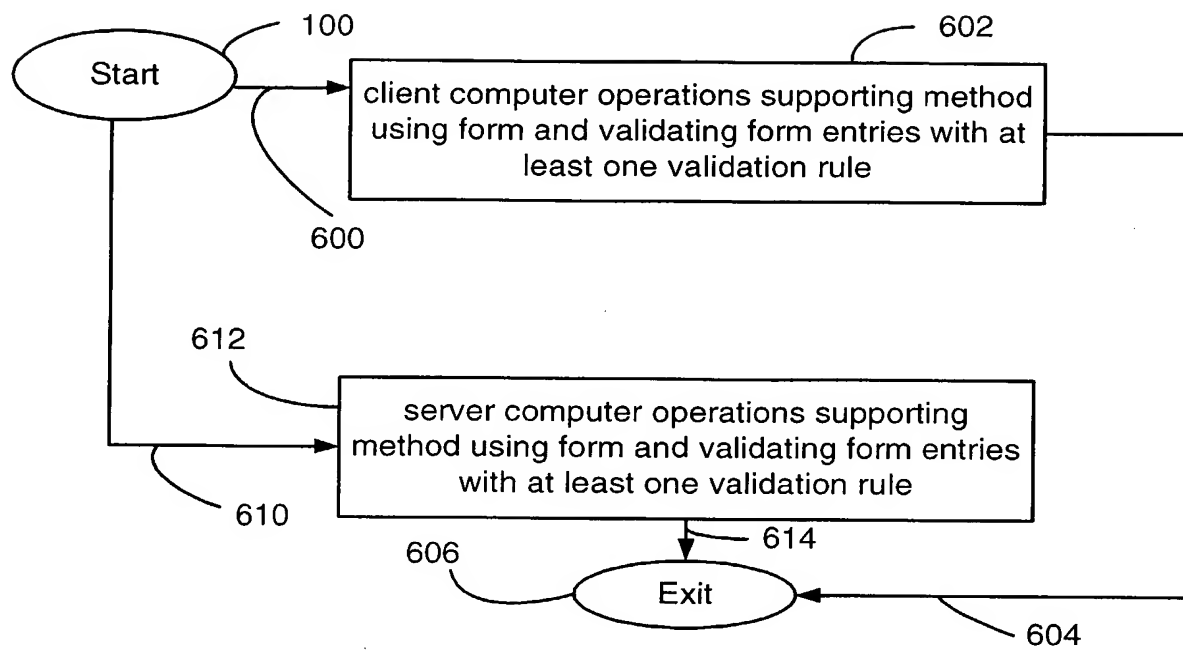 100
Start
602
client computer operations supporting method
using form and validating form entries with at
least one validation rule
600
612
server computer operations supporting
method using form and validating form entries
with at least one validation rule
610
614
606
Exit
604